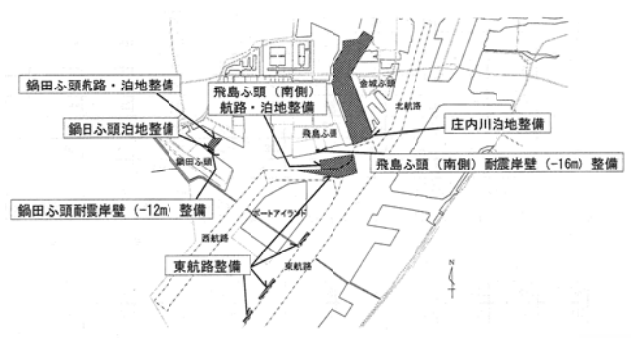 金城ふ頭
鍋田ふ頭航路・泊地整備
飛島ふ頭（南側）
航路・泊地整備
北航路
庄内川泊地整備
鍋田ふ頭泊地整備
飛島ふ頭
鍋田ふ頭
飛島ふ頭（南側）耐震岸壁（-16m）整備
鍋田ふ頭耐震岸壁（-12m）整備
ポートアイランド
西航路
東航路整備
東航路
N